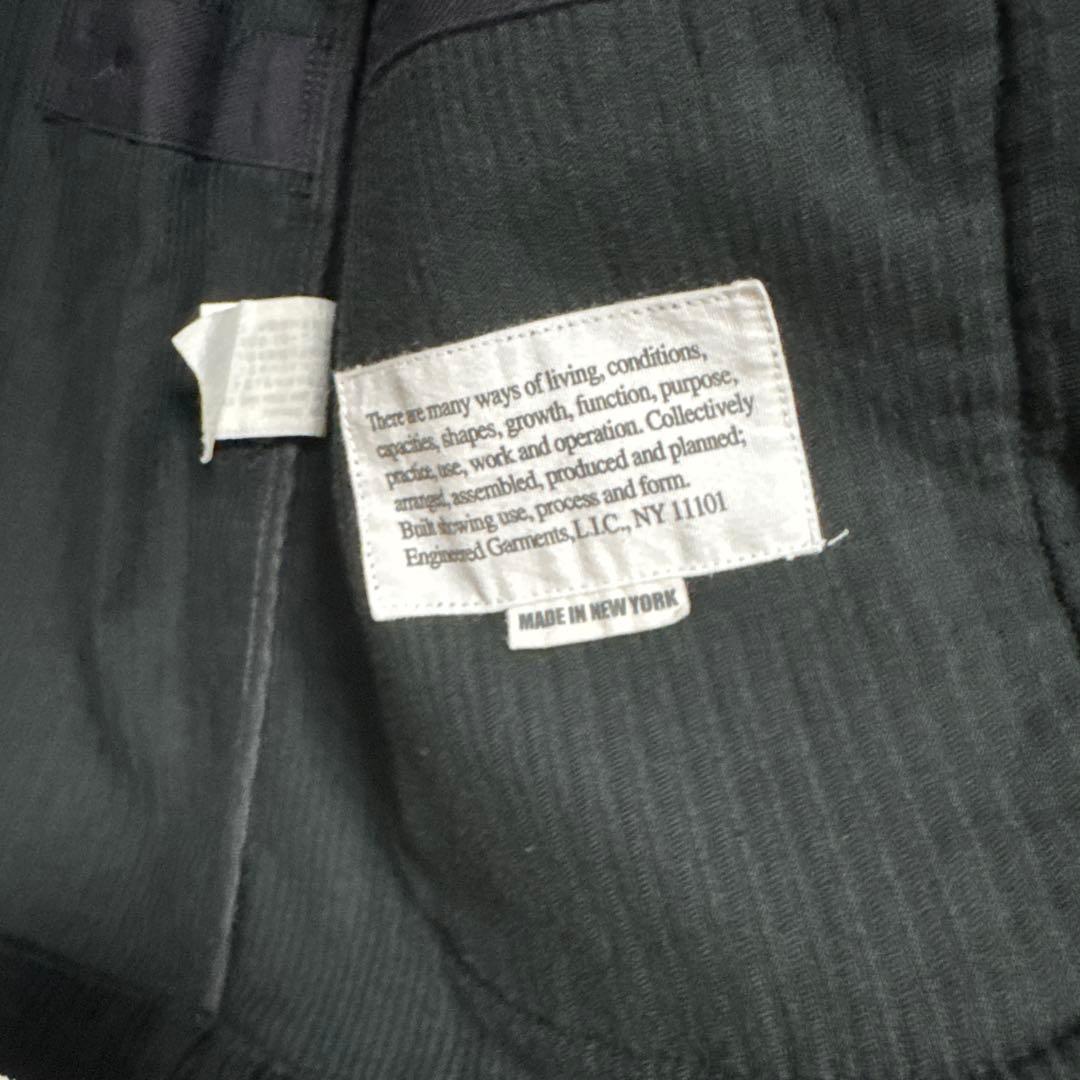 There are many ways of living, conditions,
capacities, shapes, growth, function, purpose,
practice, use, work and operation. Collectively
arranged, assembled, produced and planned;
Built showing use, process and form.
Engineered Garments, L.I.C., NY 11101
MADE IN NEW YORK